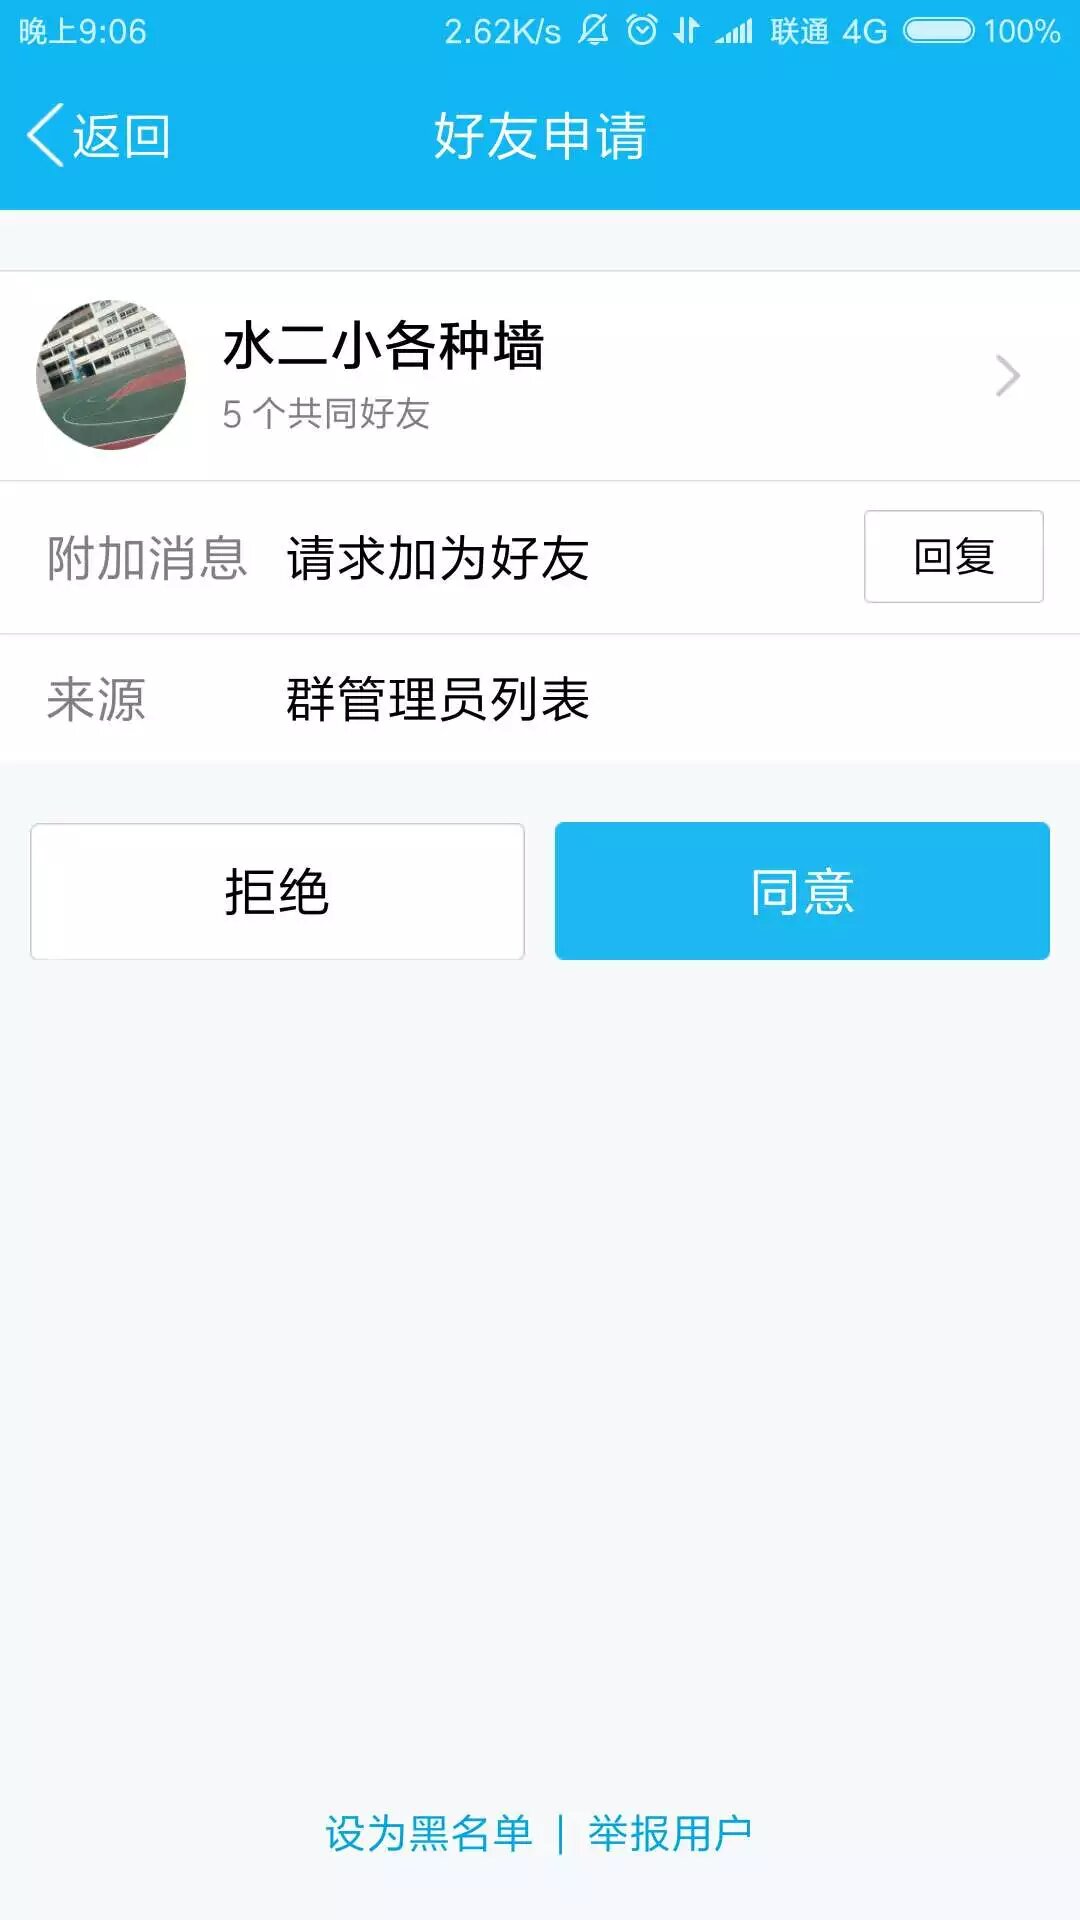 晚上9:06 2.62K/s 联通 4G 100%
返回 好友申请
水二小各种墙
5 个共同好友
附加消息 请求加为好友 回复
来源 群管理员列表
拒绝 同意
设为黑名单 | 举报用户